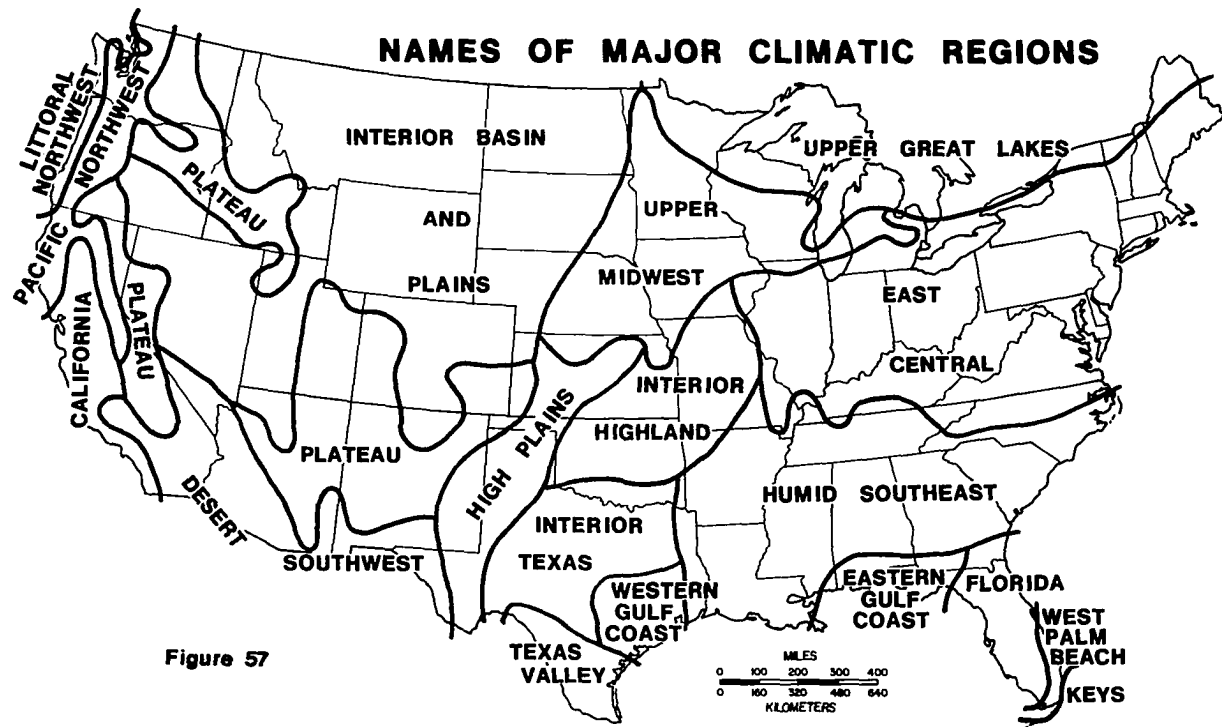 NAMES OF MAJOR CLIMATIC REGIONS
LITTORAL
NORTHWEST
NORTHWEST
PACIFIC
INTERIOR BASIN
AND
PLAINS
PLATEAU
UPPER GREAT LAKES
UPPER
MIDWEST
EAST
CENTRAL
CALIFORNIA
PLATEAU
PLATEAU
HIGH PLAINS
INTERIOR
HIGHLAND
DESERT
SOUTHWEST
HUMID SOUTHEAST
INTERIOR
TEXAS
WESTERN
GULF
COAST
EASTERN
GULF
COAST
FLORIDA
WEST
PALM
BEACH
KEYS
TEXAS
VALLEY
Figure 57
MILES
0 100 200 300 400
0 160 320 480 640
KILOMETERS